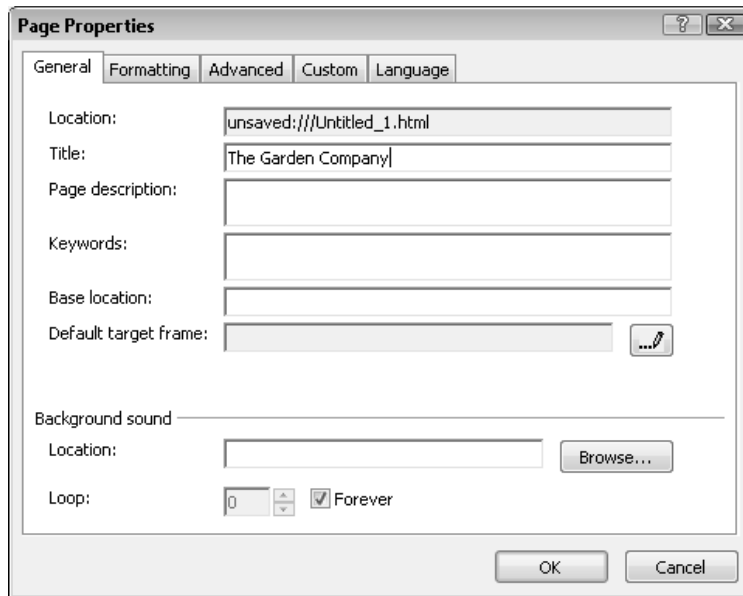 Page Properties
General Formatting Advanced Custom Language
Location: unsaved:///Untitled_1.html
Title: The Garden Company
Page description:
Keywords:
Base location:
Default target frame: ...
Background sound
Location: Browse...
Loop: 0 Forever
OK Cancel